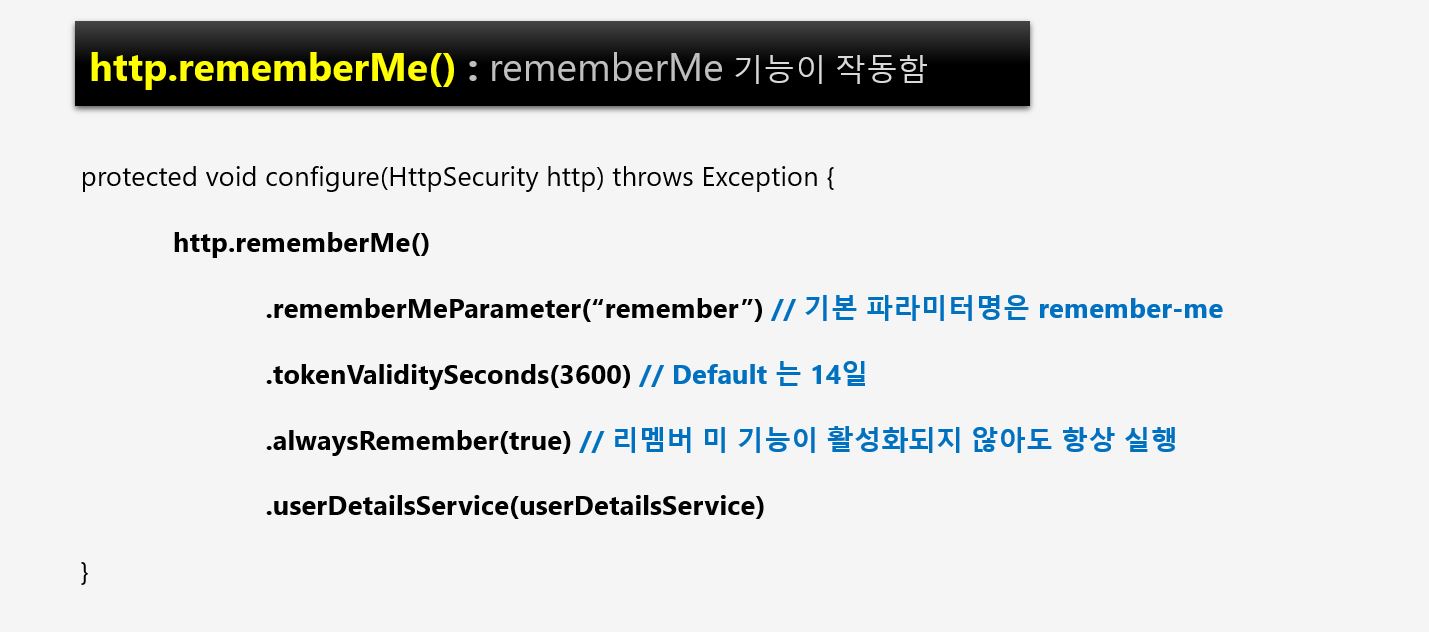 http.rememberMe() : rememberMe 기능이 작동함
protected void configure(HttpSecurity http) throws Exception {
http.rememberMe()
.rememberMeParameter(“remember”) // 기본 파라미터명은 remember-me
.tokenValiditySeconds(3600) // Default 는 14일
.alwaysRemember(true) // 리멤버 미 기능이 활성화되지 않아도 항상 실행
.userDetailsService(userDetailsService)
}